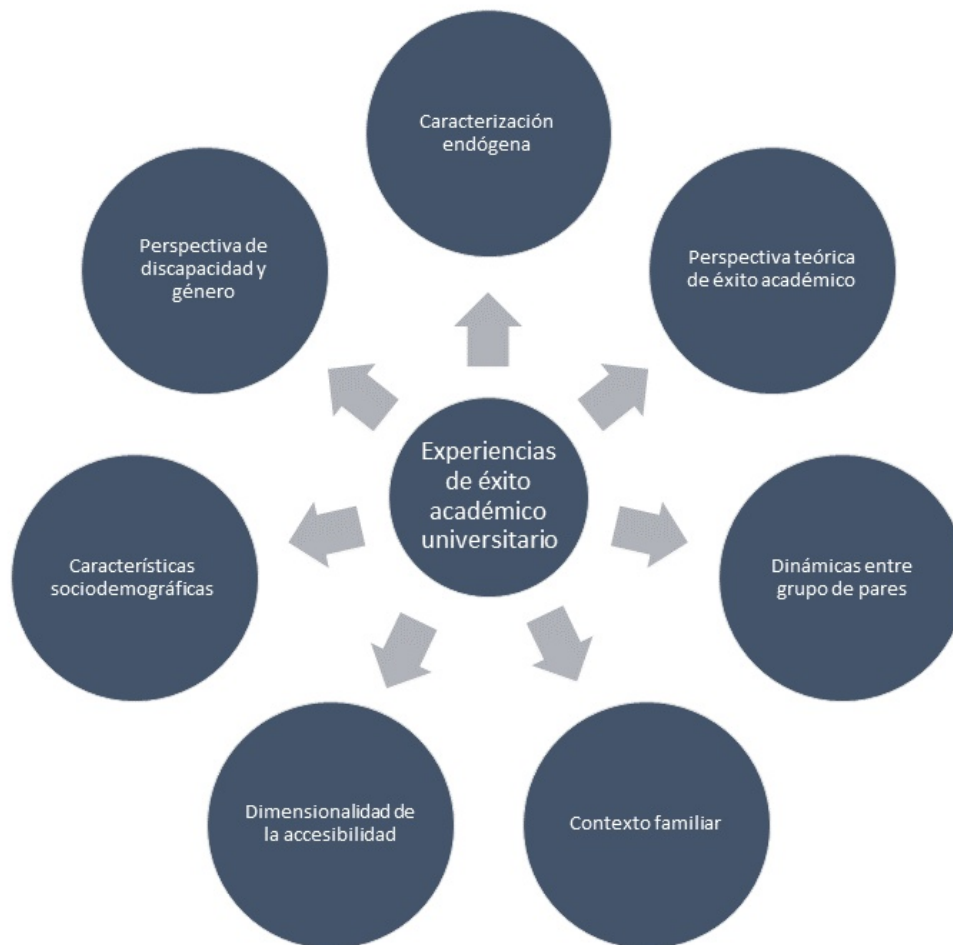 Caracterización
endógena
Perspectiva teórica
de éxito académico
Dinámicas entre
grupo de pares
Contexto familiar
Dimensionalidad de
la accesibilidad
Característicás
sociodemográficas
Perspectiva de
discapacidad y
género
Experiencias
de éxito
académico
universitario